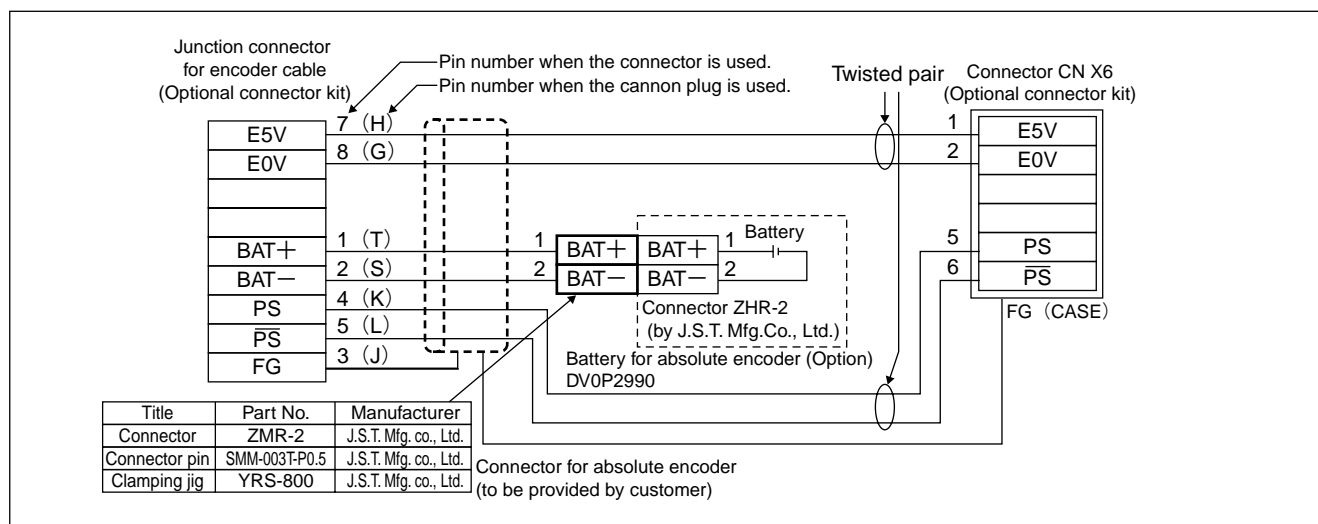 Junction connector
for encoder cable
(Optional connector kit)
Pin number when the connector is used.
Pin number when the cannon plug is used.
Twisted pair
Connector CN X6
(Optional connector kit)
E5V
7 (H)
1
E5V
E0V
8 (G)
2
E0V
BAT+
1 (T)
1
BAT+
BAT+
1
Battery
5
PS
BAT−
2 (S)
2
BAT−
BAT−
2
6
P̅S̅
PS
4 (K)
Connector ZHR-2
(by J.S.T. Mfg.Co., Ltd.)
FG (CASE)
P̅S̅
5 (L)
FG
3 (J)
Battery for absolute encoder (Option)
DV0P2990
Title Part No. Manufacturer
Connector ZMR-2 J.S.T. Mfg. co., Ltd.
Connector pin SMM-003T-P0.5 J.S.T. Mfg. co., Ltd.
Clamping jig YRS-800 J.S.T. Mfg. co., Ltd.
Connector for absolute encoder
(to be provided by customer)